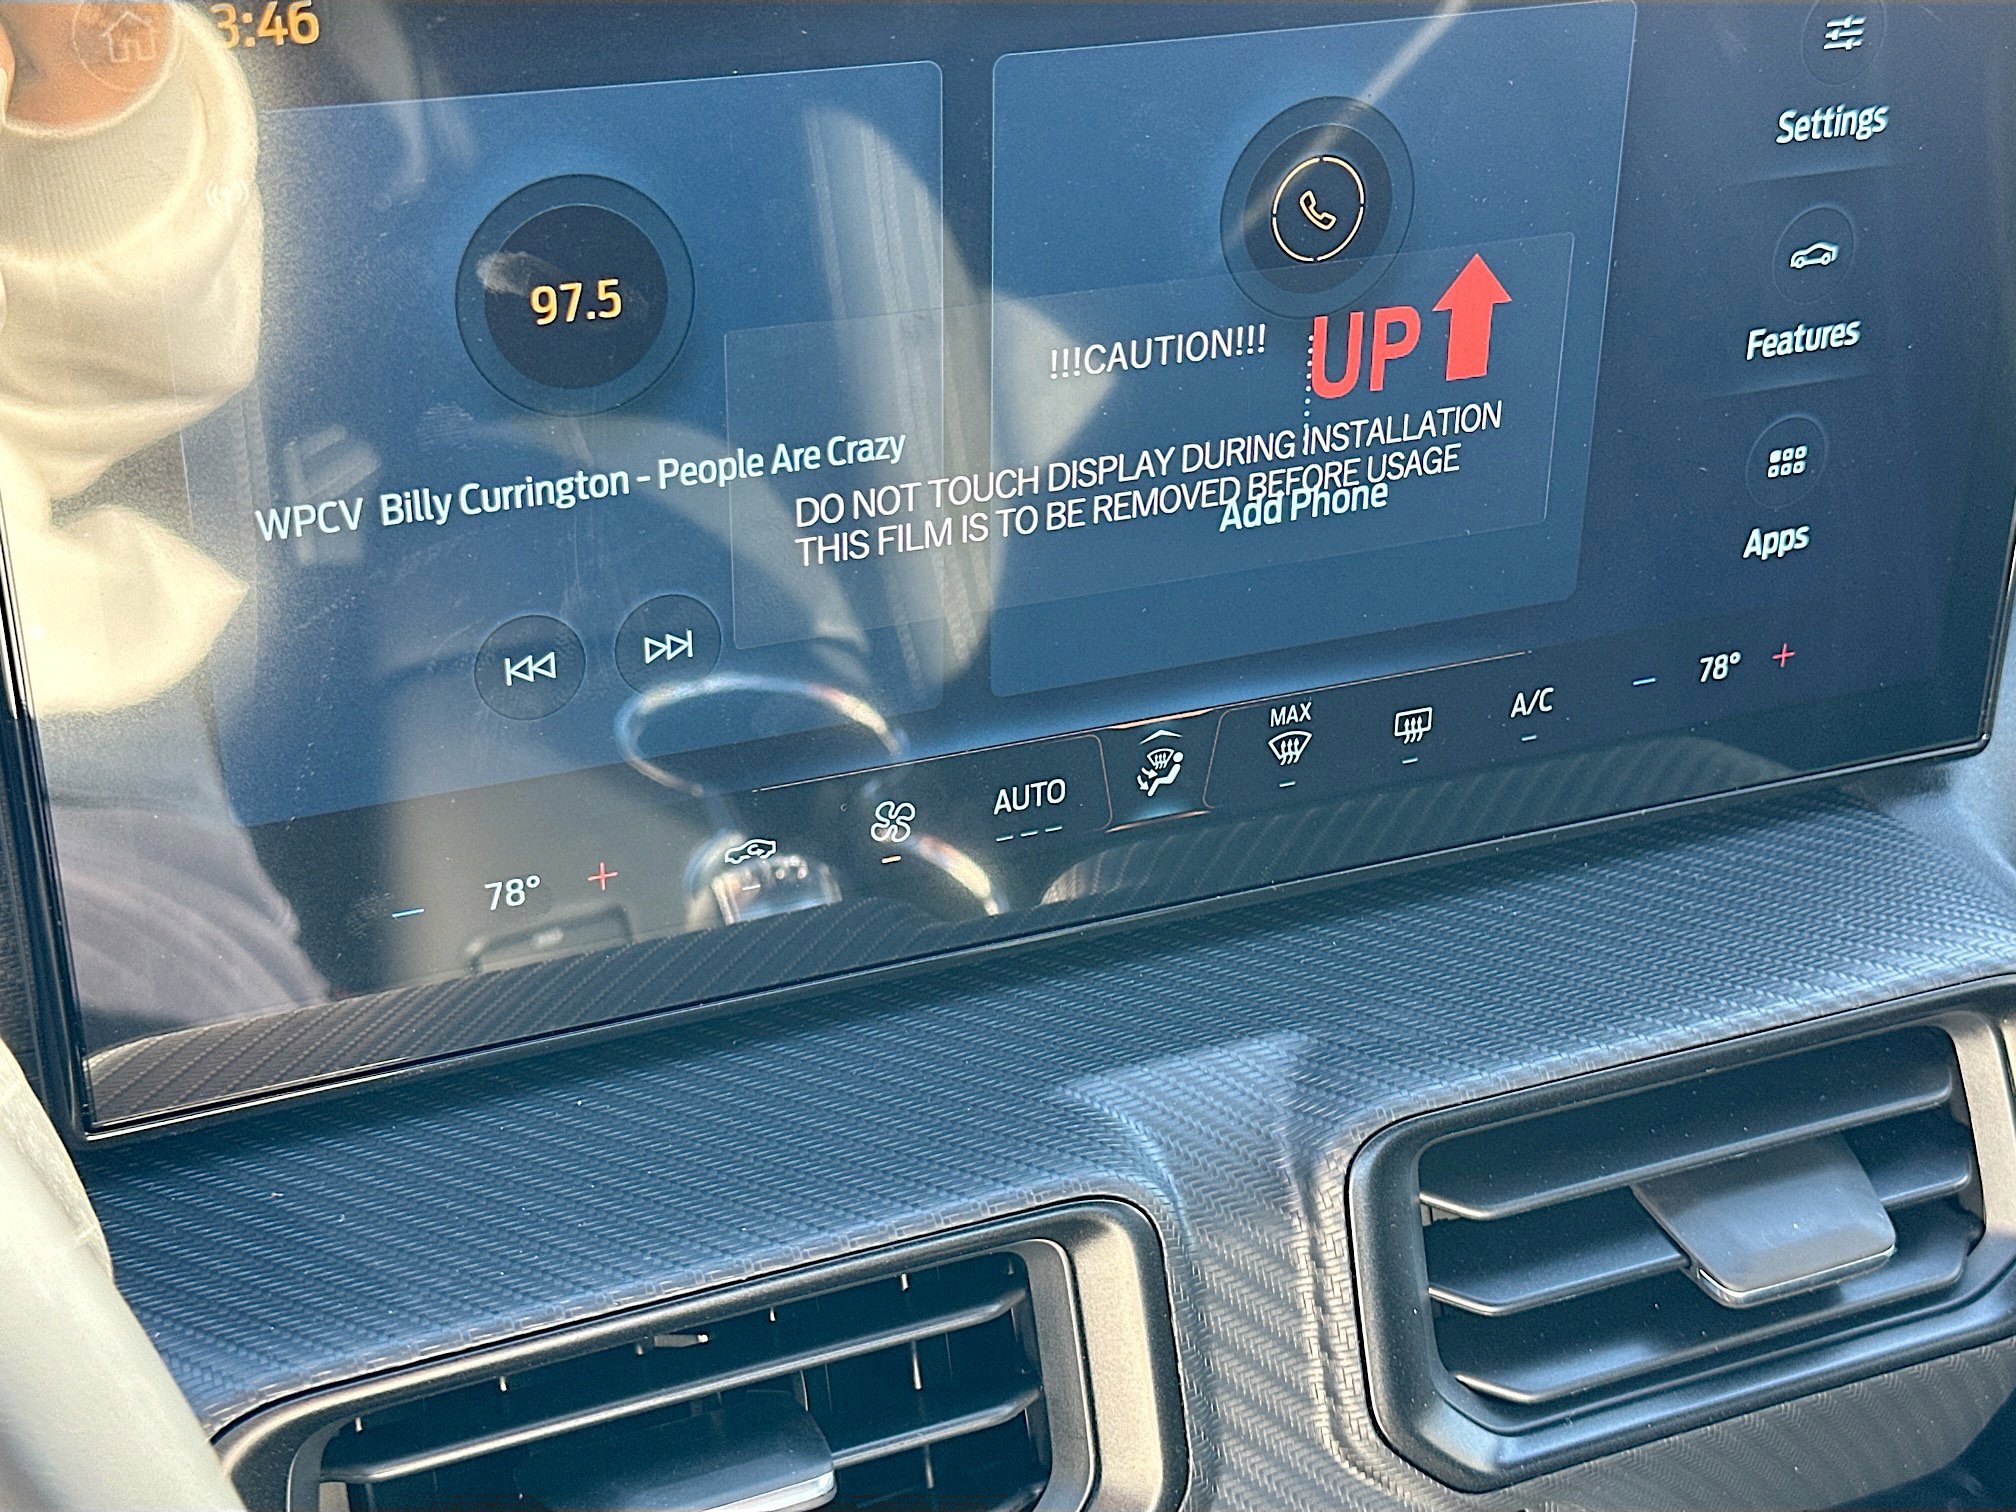 3:46
97.5
WPCV Billy Currington - People Are Crazy
!!!CAUTION!!! UP
DO NOT TOUCH DISPLAY DURING INSTALLATION
THIS FILM IS TO BE REMOVED BEFORE USAGE
Add Phone
Settings
Features
Apps
78°
AUTO
MAX
A/C
78°